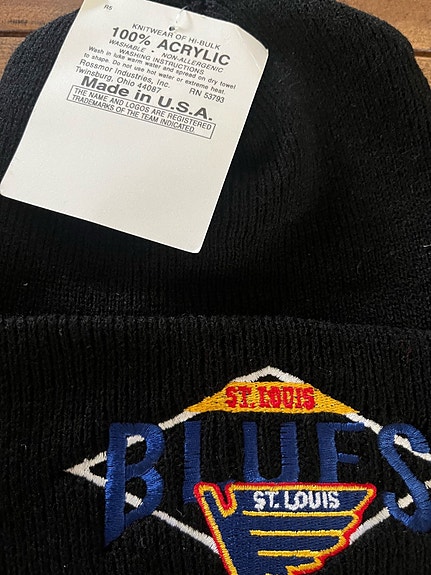 R5
KNITWEAR OF HI-BULK
100% ACRYLIC
WASHABLE • NON-ALLERGENIC
WASHING INSTRUCTIONS
Wash in luke warm water and spread on dry towel
to shape. Do not use hot water or extreme heat.
Rossmor Industries, Inc.
Twinsburg, Ohio 44087 RN 53793
Made in U.S.A.
THE NAME AND LOGOS ARE REGISTERED
TRADEMARKS OF THE TEAM INDICATED
ST. LOUIS
BLUES
ST. LOUIS